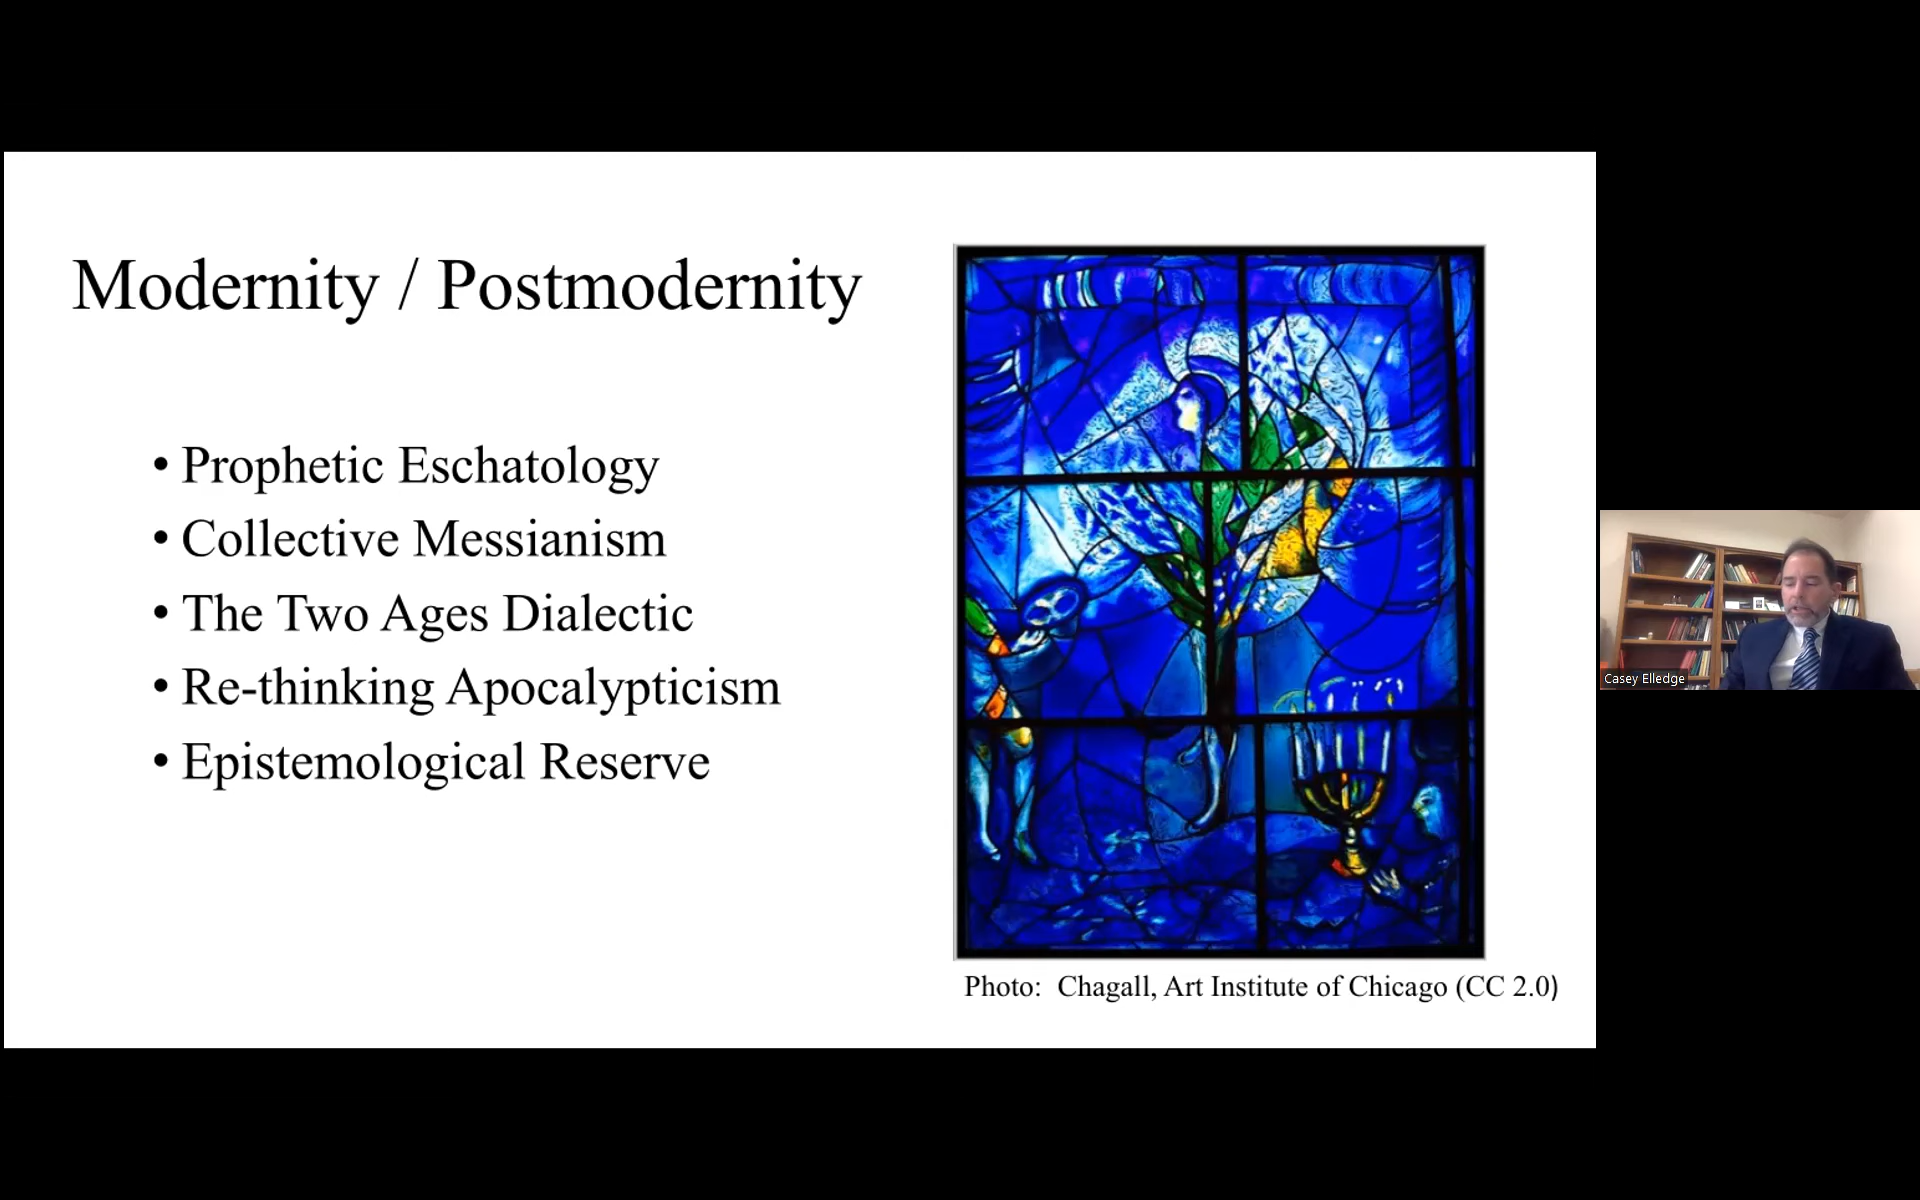 Modernity / Postmodernity
• Prophetic Eschatology
• Collective Messianism
• The Two Ages Dialectic
• Re-thinking Apocalypticism
• Epistemological Reserve
Photo: Chagall, Art Institute of Chicago (CC 2.0)
Casey Elledge